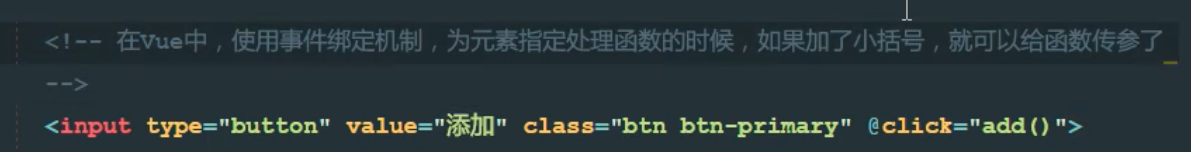 <!-- 在Vue中，使用事件绑定机制，为元素指定处理函数的时候，如果加了小括号，就可以给函数传参了
-->
<input type="button" value="添加" class="btn btn-primary" @click="add()">